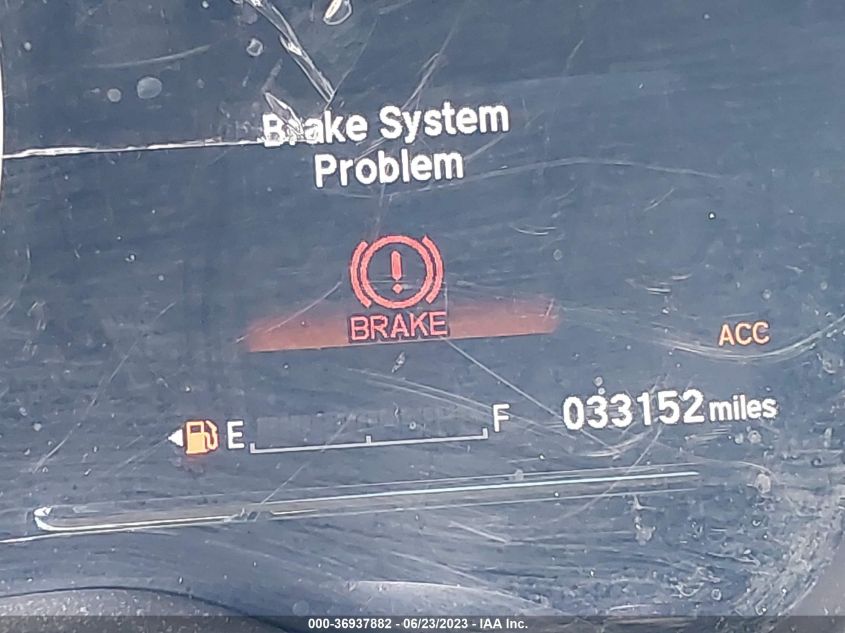 Brake System
Problem
BRAKE
ACC
E F
033152 miles
000-36937882 - 06/23/2023 - IAA Inc.